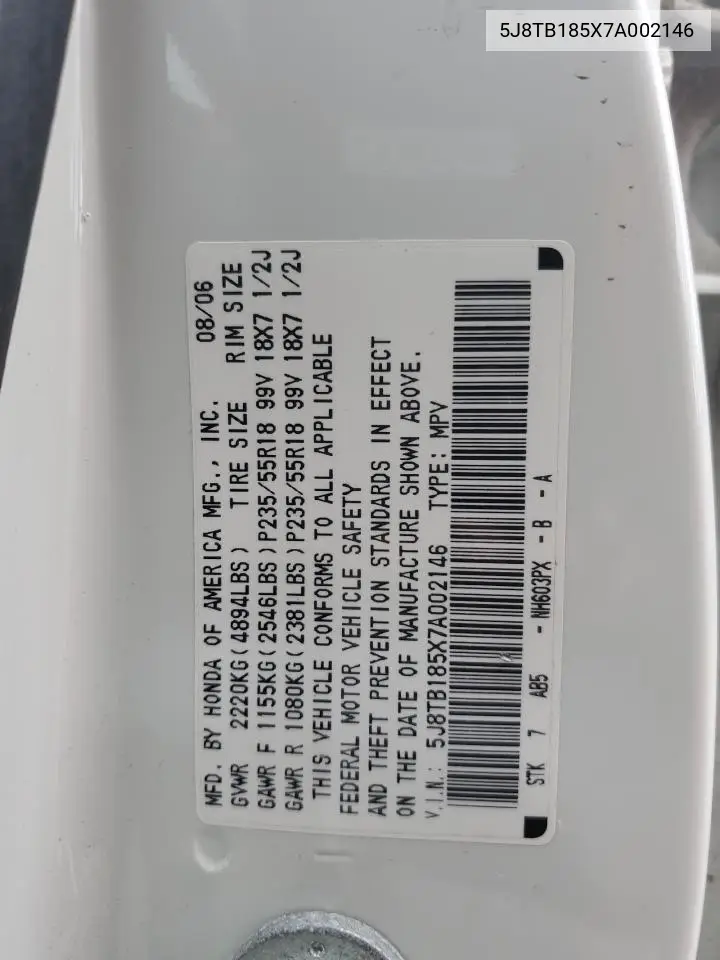 5J8TB185X7A002146
MFD. BY HONDA OF AMERICA MFG., INC. 08/06
GVWR 2220KG(4894LBS) TIRE SIZE RIM SIZE
GAWR F 1155KG(2546LBS)P235/55R18 99V 18X7 1/2J
GAWR R 1080KG(2381LBS)P235/55R18 99V 18X7 1/2J
THIS VEHICLE CONFORMS TO ALL APPLICABLE
FEDERAL MOTOR VEHICLE SAFETY
AND THEFT PREVENTION STANDARDS IN EFFECT
ON THE DATE OF MANUFACTURE SHOWN ABOVE.
V.I.N.: 5J8TB185X7A002146 TYPE: MPV
STK 7 AB5 - NH603PX - B - A